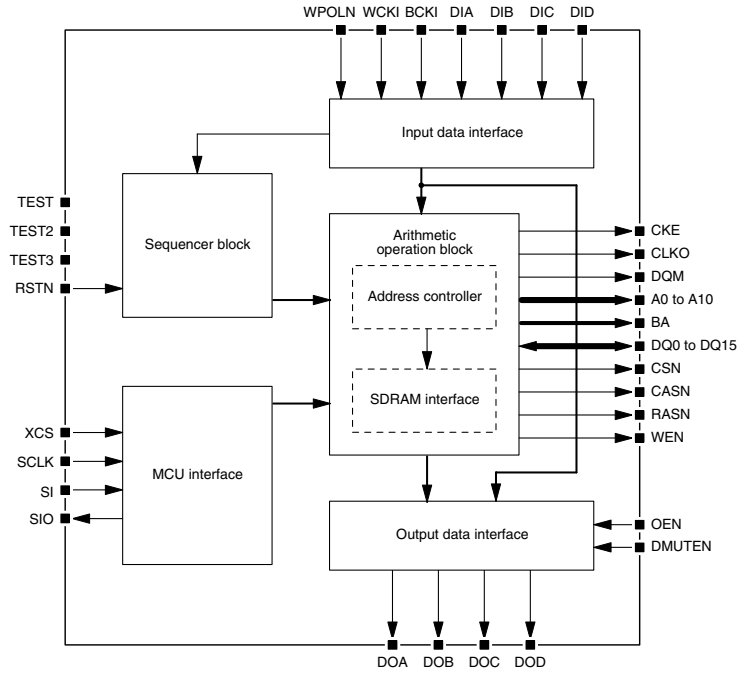 WPOLN WCKI BCKI DIA DIB DIC DID
Input data interface
TEST
TEST2
TEST3
RSTN
Sequencer block
Arithmetic
operation block
Address controller
SDRAM interface
CKE
CLKO
DQM
A0 to A10
BA
DQ0 to DQ15
CSN
CASN
RASN
WEN
XCS
SCLK
SI
SIO
MCU interface
Output data interface
OEN
DMUTEN
DOA DOB DOC DOD